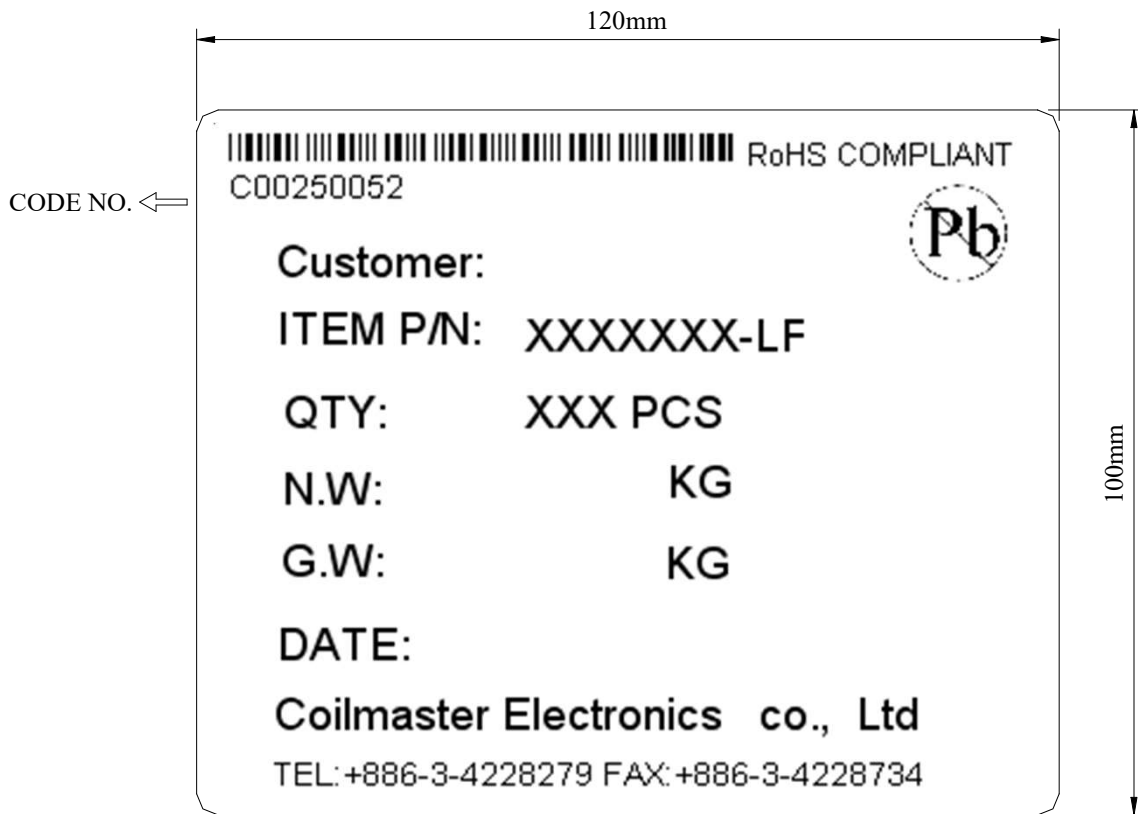 120mm
RoHS COMPLIANT
C00250052
CODE NO.
Pb
Customer:
ITEM P/N: XXXXXXX-LF
QTY: XXX PCS
N.W: KG
G.W: KG
100mm
DATE:
Coilmaster Electronics co., Ltd
TEL:+886-3-4228279 FAX:+886-3-4228734